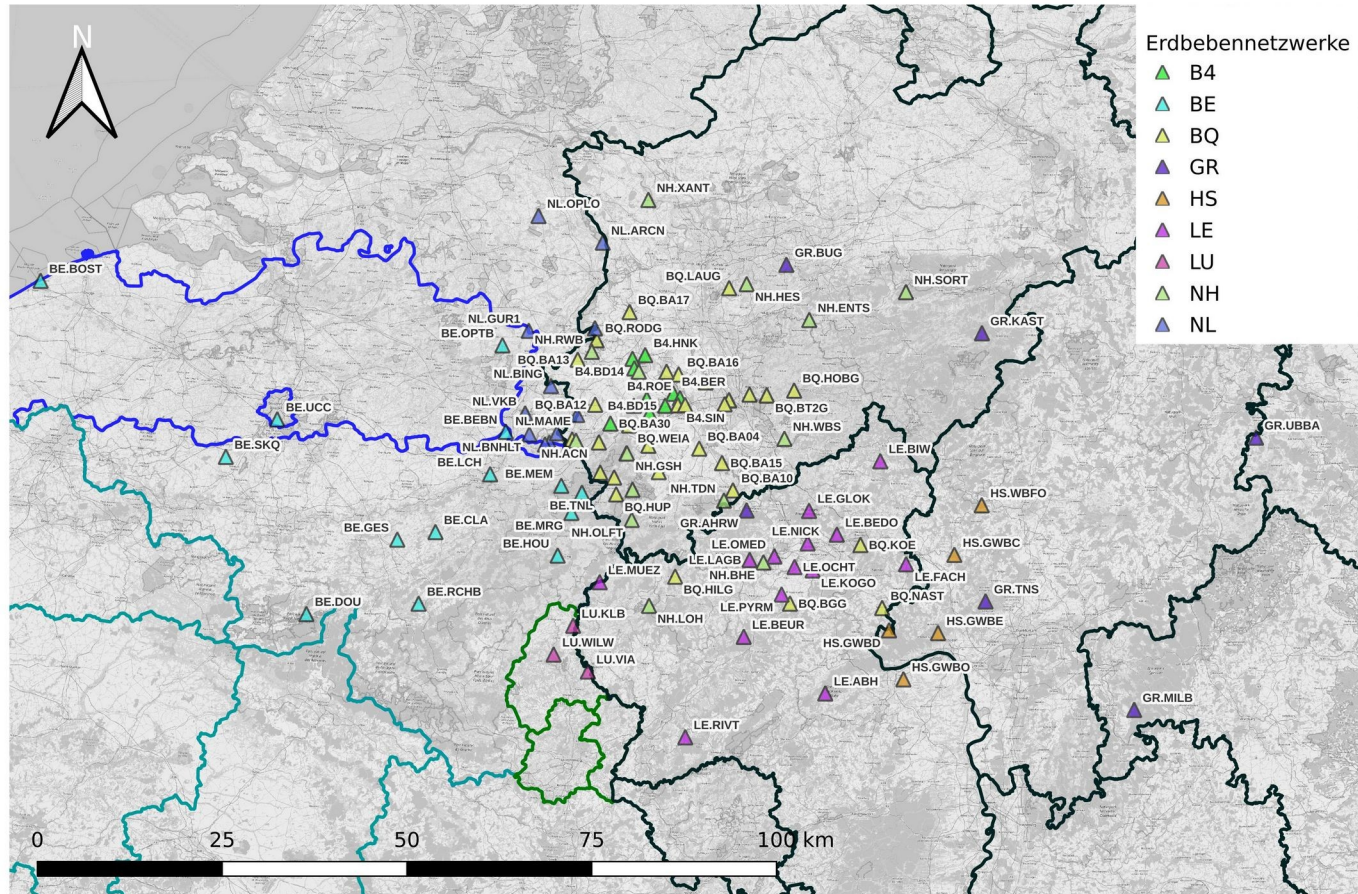 N
Erdbebennetzwerke
B4
BE
BQ
GR
HS
LE
LU
NH
NL
NH.XANT
NL.OPLO
NL.ARCN
GR.BUG
BE.BOST
BQ.LAUG
NH.HES
NH.SORT
BQ.BA17
NH.ENTS
NL.GUR1
BQ.RODG
GR.KAST
BE.OPTB
NH.RWB
B4.HNK
BQ.BA13
BQ.BA16
NL.BING
B4.BD14
B4.ROE
B4.BER
BQ.HOBG
BE.UCC
NL.VKB
BQ.BA12
B4.BD15
BQ.BT2G
BE.BEBN
NL.MAME
B4.SIN
BQ.BA30
NH.WBS
GR.UBBA
BE.SKQ
NL.BNHLT
BQ.WEIA
BQ.BA04
NH.ACN
BE.LCH
BE.MEM
NH.GSH
BQ.BA15
LE.BIW
BQ.BA10
NH.TDN
BE.TNL
BQ.HUP
LE.GLOK
HS.WBFO
BE.GES
BE.CLA
BE.MRG
NH.OLFT
GR.AHRW
LE.NICK
LE.BEDO
BE.HOU
LE.OMED
BQ.KOE
HS.GWBC
LE.LAGB
LE.OCHT
LE.MUEZ
NH.BHE
LE.KOGO
LE.FACH
BE.RCHB
BQ.HILG
GR.TNS
BE.DOU
LU.KLB
NH.LOH
LE.PYRM
BQ.BGG
BQ.NAST
LE.BEUR
HS.GWBE
LU.WILW
HS.GWBD
LU.VIA
HS.GWBO
LE.ABH
GR.MILB
LE.RIVT
0
25
50
75
100 km